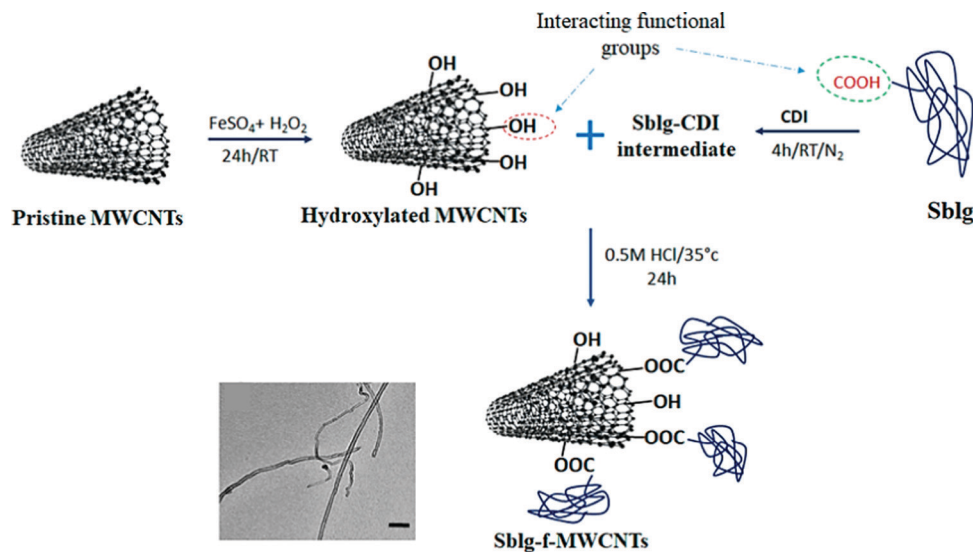 Interacting functional
groups
OH
OH
OH
OH
OH
OH
COOH
FeSO₄+ H₂O₂
24h/RT
+
Sblg-CDI
intermediate
CDI
4h/RT/N₂
Pristine MWCNTs
Hydroxylated MWCNTs
Sblg
0.5M HCl/35°c
24h
OH
OOC
OH
OOC
OOC
Sblg-f-MWCNTs